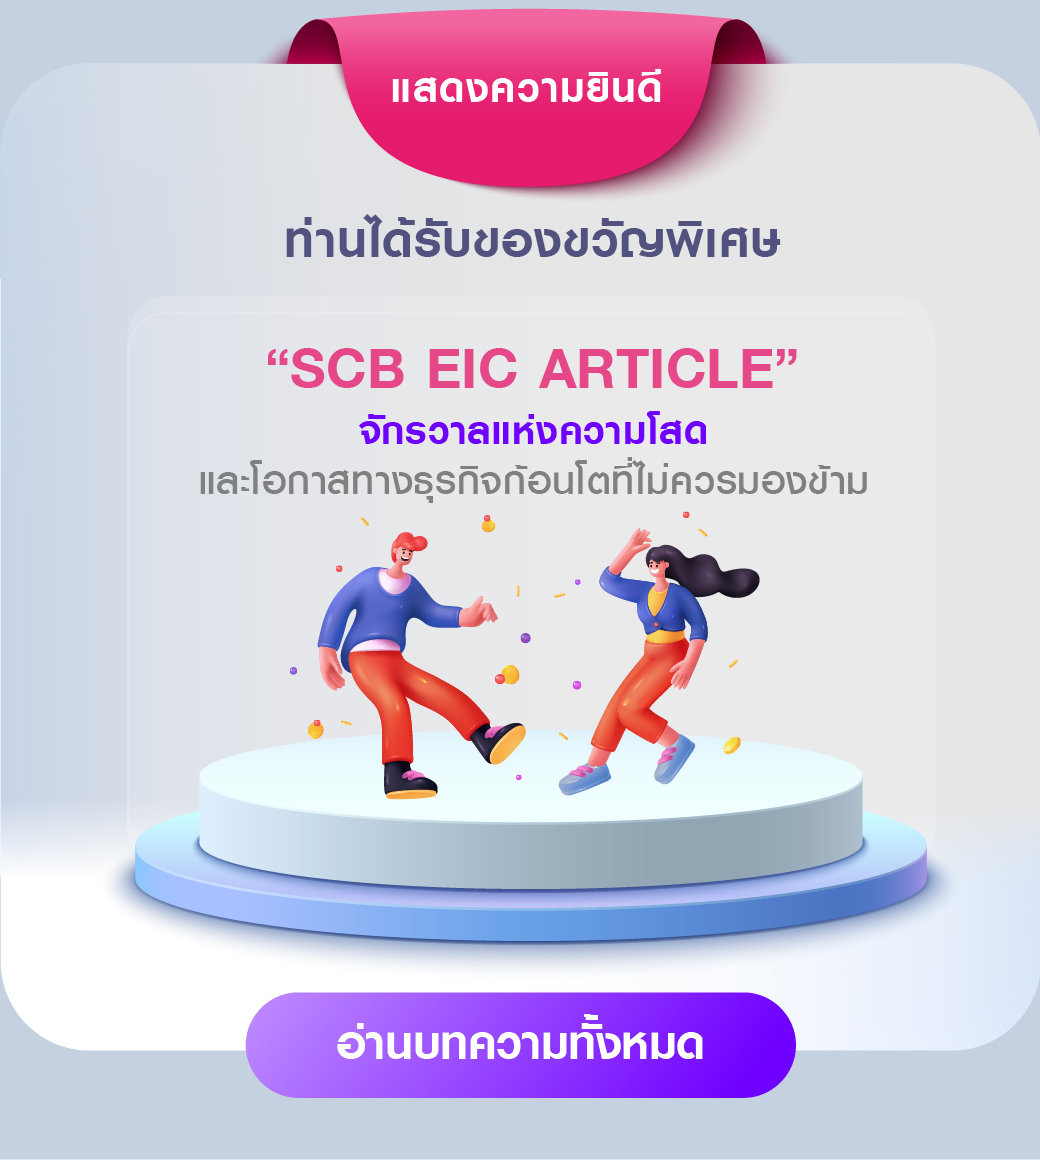 แสดงความยินดี
ท่านได้รับของขวัญพิเศษ
“SCB EIC ARTICLE”
จักรวาลแห่งความโสด
และโอกาสทางธุรกิจก้อนโตที่ไม่ควรมองข้าม
อ่านบทความทั้งหมด